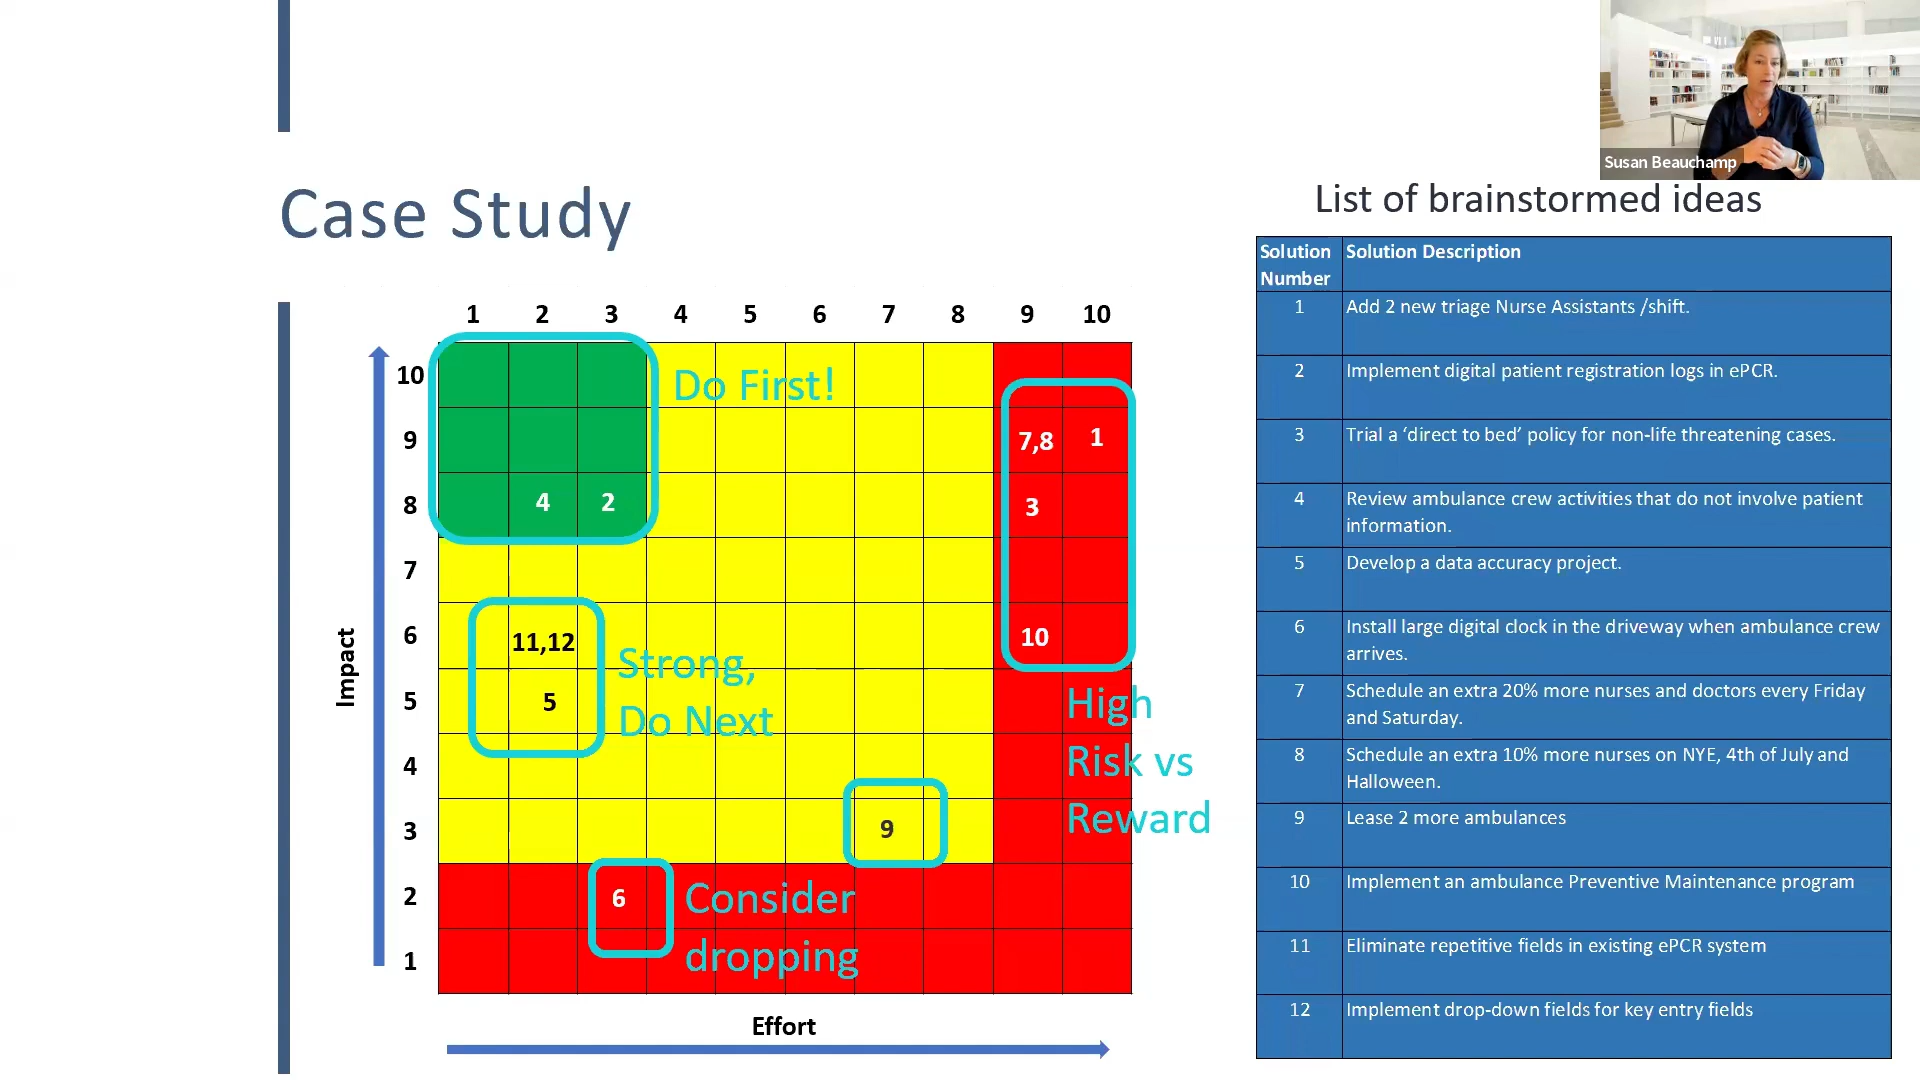 Susan Beauchamp
Case Study
List of brainstormed ideas
1 2 3 4 5 6 7 8 9 10
10
Do First!
9
7,8 1
8
4 2
3
7
6
11,12
10
Strong,
Do Next
5
5
High
Risk vs
Reward
4
3
9
2
6
Consider
dropping
1
Impact
Effort
Solution Number Solution Description
1 Add 2 new triage Nurse Assistants /shift.
2 Implement digital patient registration logs in ePCR.
3 Trial a ‘direct to bed’ policy for non-life threatening cases.
4 Review ambulance crew activities that do not involve patient
information.
5 Develop a data accuracy project.
6 Install large digital clock in the driveway when ambulance crew
arrives.
7 Schedule an extra 20% more nurses and doctors every Friday
and Saturday.
8 Schedule an extra 10% more nurses on NYE, 4th of July and
Halloween.
9 Lease 2 more ambulances
10 Implement an ambulance Preventive Maintenance program
11 Eliminate repetitive fields in existing ePCR system
12 Implement drop-down fields for key entry fields